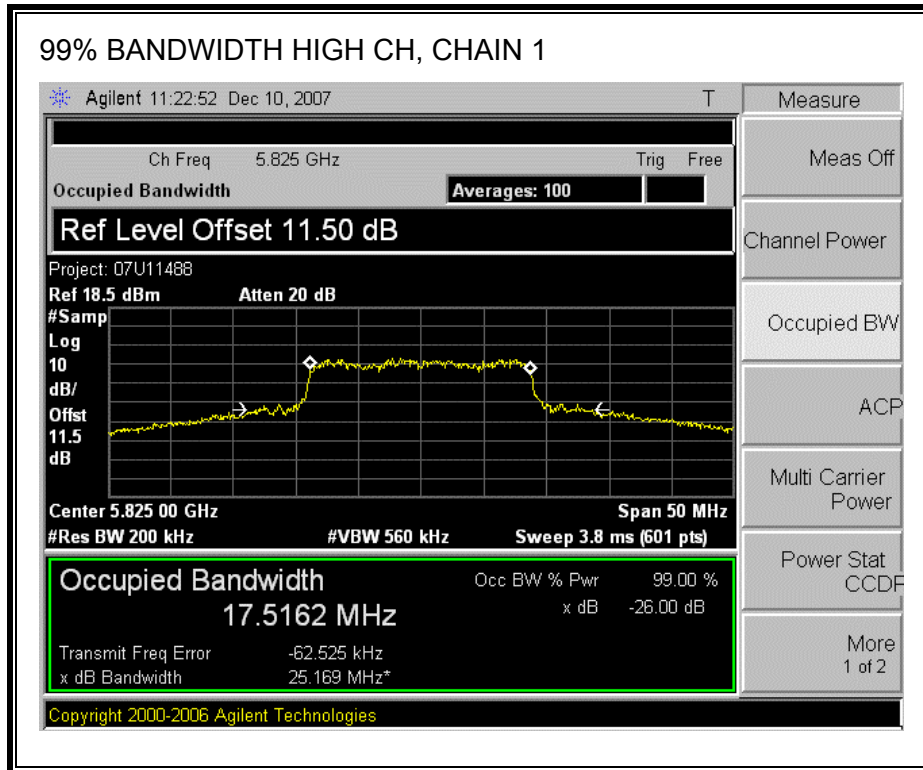 99% BANDWIDTH HIGH CH, CHAIN 1
Agilent 11:22:52 Dec 10, 2007 T
Measure
Ch Freq 5.825 GHz Trig Free
Occupied Bandwidth Averages: 100
Ref Level Offset 11.50 dB
Project: 07U11488
Ref 18.5 dBm Atten 20 dB
#Samp
Log
10
dB/
Offst
11.5
dB
Center 5.825 00 GHz Span 50 MHz
#Res BW 200 kHz #VBW 560 kHz Sweep 3.8 ms (601 pts)
Occupied Bandwidth Occ BW % Pwr 99.00 %
17.5162 MHz x dB -26.00 dB
Transmit Freq Error -62.525 kHz
x dB Bandwidth 25.169 MHz*
Copyright 2000-2006 Agilent Technologies
Meas Off
Channel Power
Occupied BW
ACP
Multi Carrier
Power
Power Stat
CCDF
More
1 of 2